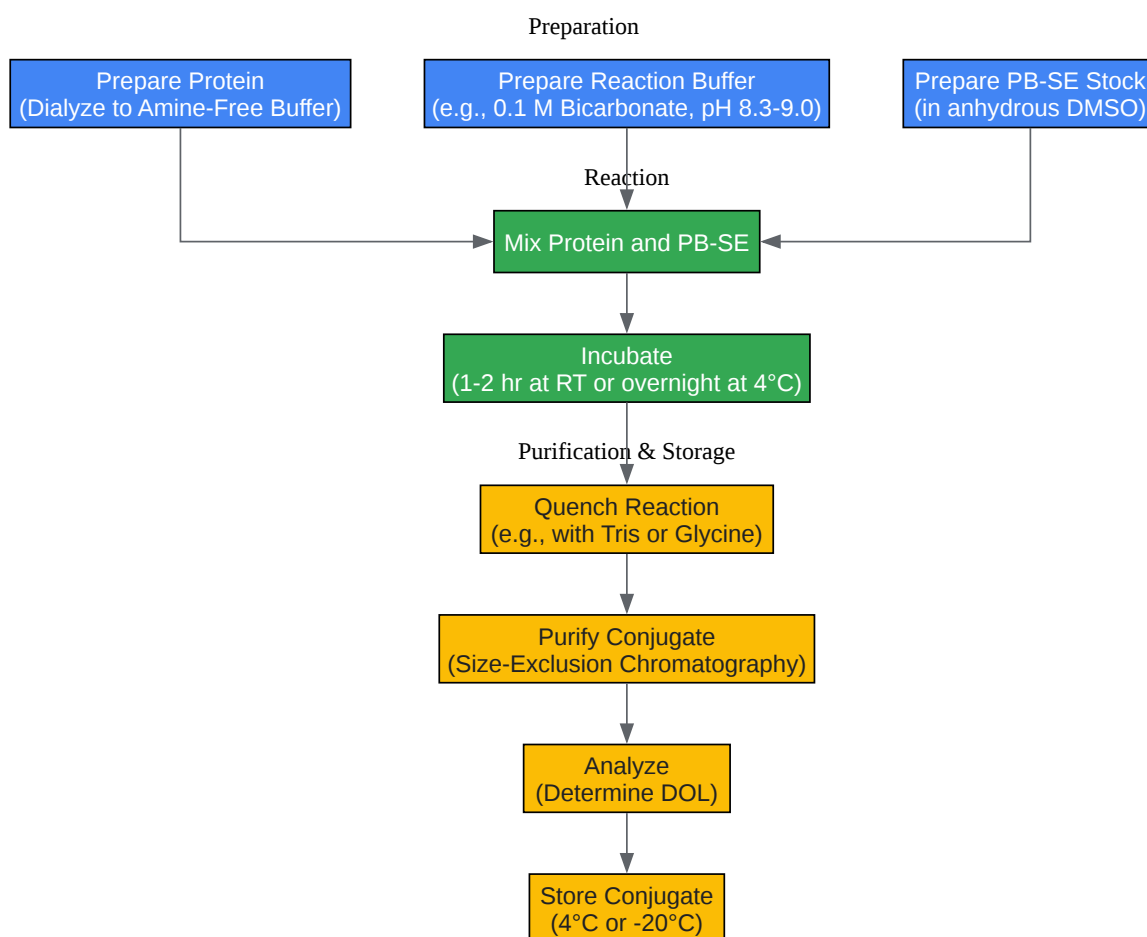 Preparation
Prepare Protein
(Dialyze to Amine-Free Buffer)
Prepare Reaction Buffer
(e.g., 0.1 M Bicarbonate, pH 8.3-9.0)
Prepare PB-SE Stock
(in anhydrous DMSO)
Reaction
Mix Protein and PB-SE
Incubate
(1-2 hr at RT or overnight at 4°C)
Purification & Storage
Quench Reaction
(e.g., with Tris or Glycine)
Purify Conjugate
(Size-Exclusion Chromatography)
Analyze
(Determine DOL)
Store Conjugate
(4°C or -20°C)